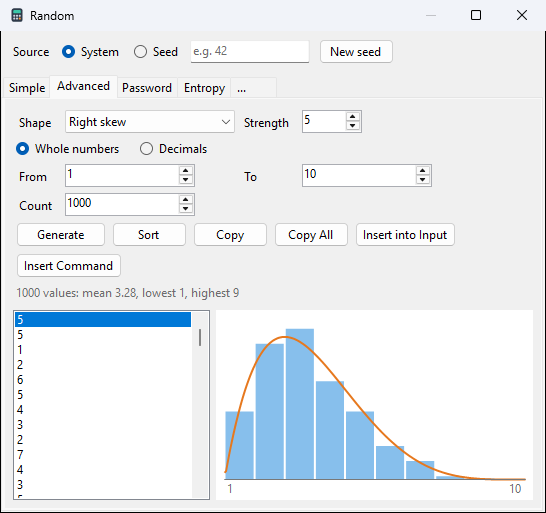 Random
Source System Seed e.g. 42 New seed
Simple Advanced Password Entropy ...
Shape Right skew Strength 5
Whole numbers Decimals
From 1 To 10
Count 1000
Generate Sort Copy Copy All Insert into Input
Insert Command
1000 values: mean 3.28, lowest 1, highest 9
5
5
1
2
6
5
4
3
2
7
4
3
1 10